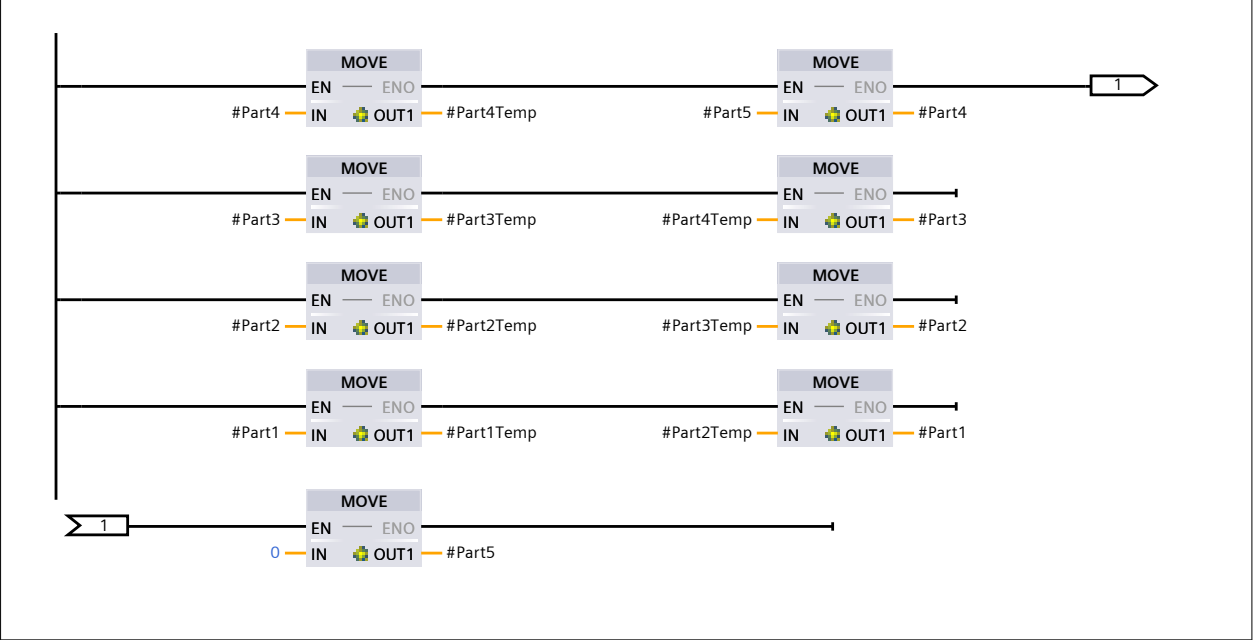 MOVE MOVE
EN ENO EN ENO 1
#Part4 IN OUT1 #Part4Temp #Part5 IN OUT1 #Part4
MOVE MOVE
EN ENO EN ENO
#Part3 IN OUT1 #Part3Temp #Part4Temp IN OUT1 #Part3
MOVE MOVE
EN ENO EN ENO
#Part2 IN OUT1 #Part2Temp #Part3Temp IN OUT1 #Part2
MOVE MOVE
EN ENO EN ENO
#Part1 IN OUT1 #Part1Temp #Part2Temp IN OUT1 #Part1
MOVE
1 EN ENO
0 IN OUT1 #Part5